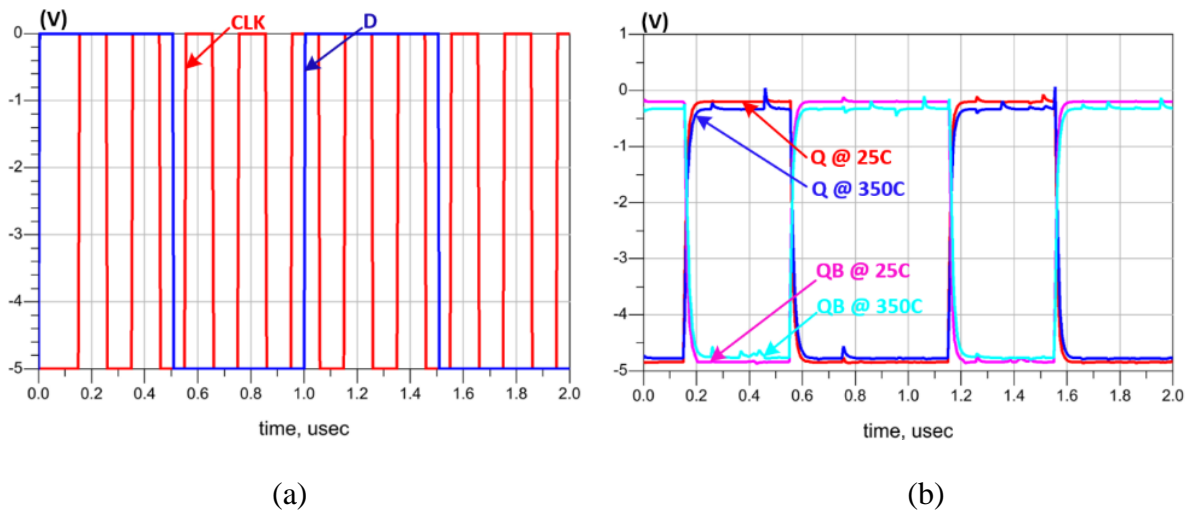 (V)
CLK
D
0
-1
-2
-3
-4
-5
0.0 0.2 0.4 0.6 0.8 1.0 1.2 1.4 1.6 1.8 2.0
time, usec
(a)
(V)
1
0
-1
-2
-3
-4
-5
Q @ 25C
Q @ 350C
QB @ 25C
QB @ 350C
0.0 0.2 0.4 0.6 0.8 1.0 1.2 1.4 1.6 1.8 2.0
time, usec
(b)